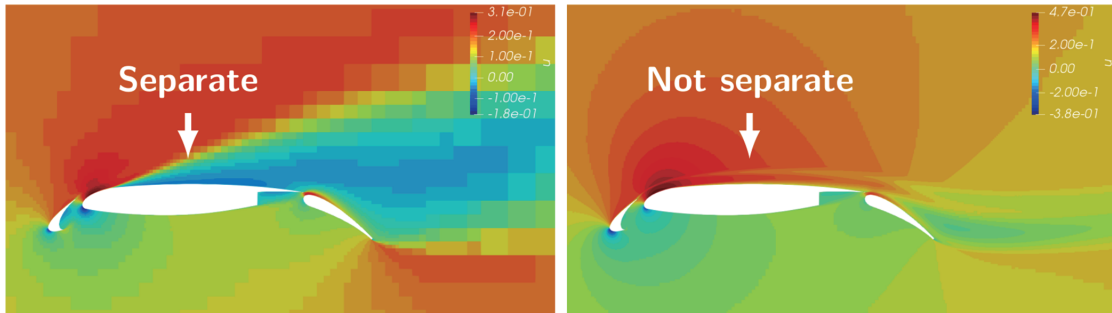 3.1e-01
2.00e-1
1.00e-1
0.00
-1.00e-1
-1.8e-01
u
Separate
4.7e-01
2.00e-1
0.00
-2.00e-1
-3.8e-01
u
Not separate